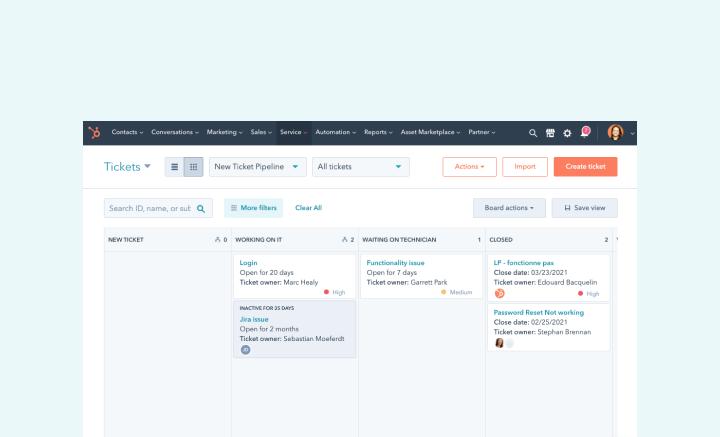 Contacts Conversations Marketing Sales Service Automation Reports Asset Marketplace Partner
Tickets New Ticket Pipeline All tickets Actions Import Create ticket
Search ID, name, or sub More filters Clear All Board actions Save view
NEW TICKET 0 WORKING ON IT 2 WAITING ON TECHNICIAN 1 CLOSED 2
Login
Open for 20 days
Ticket owner: Marc Healy
High
INACTIVE FOR 35 DAYS
Jira issue
Open for 2 months
Ticket owner: Sebastian Moeferdt
JD
Functionality issue
Open for 7 days
Ticket owner: Garrett Park
Medium
LP - fonctionne pas
Close date: 03/23/2021
Ticket owner: Edouard Bacquelin
High
Password Reset Not working
Close date: 02/25/2021
Ticket owner: Stephan Brennan